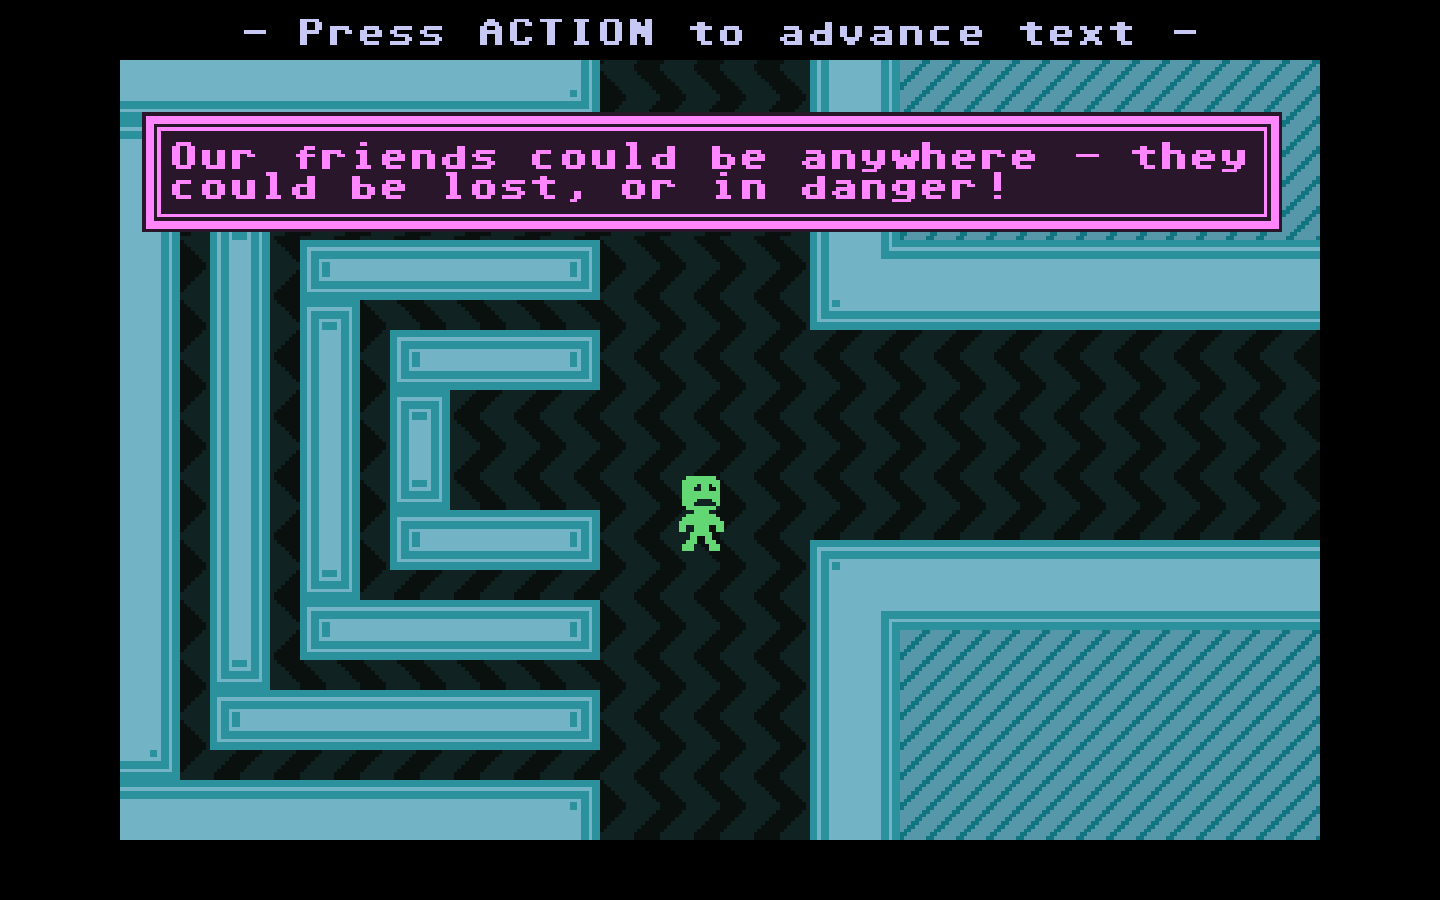 - Press ACTION to advance text -
Our friends could be anywhere - they
could be lost, or in danger!